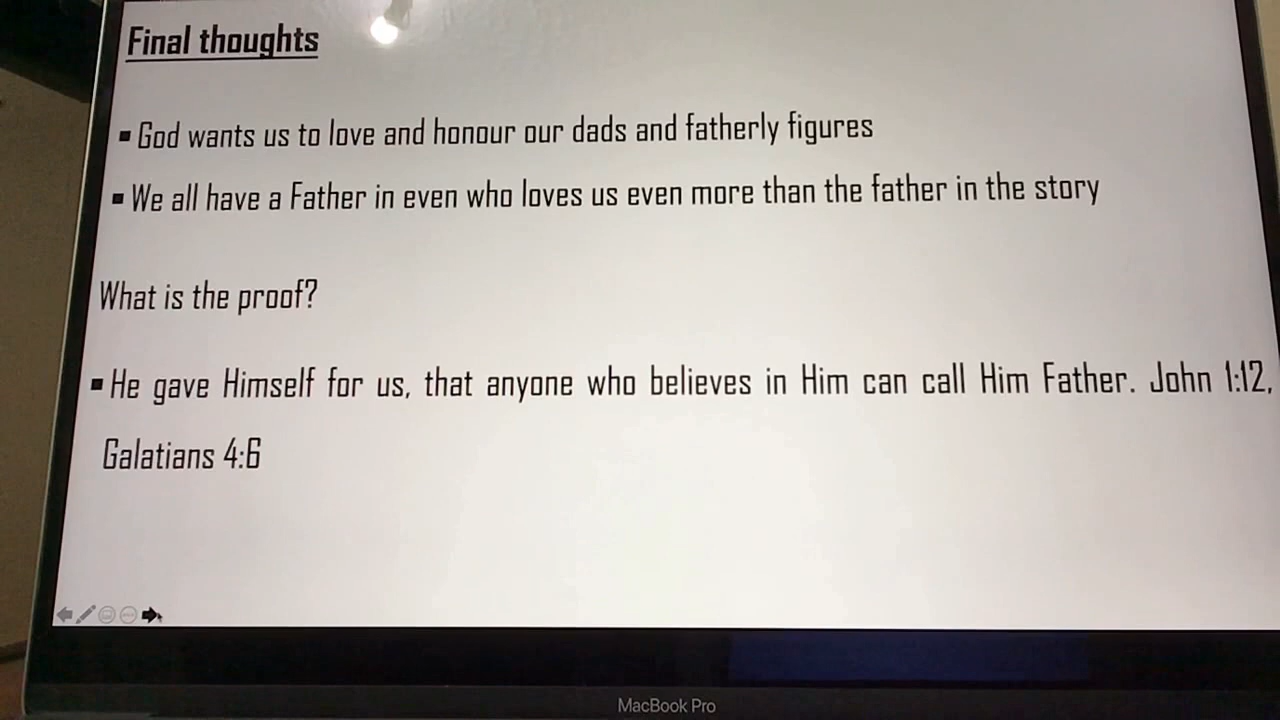 Final thoughts
▪ God wants us to love and honour our dads and fatherly figures
▪ We all have a Father in even who loves us even more than the father in the story
What is the proof?
▪ He gave Himself for us, that anyone who believes in Him can call Him Father. John 1:12,
Galatians 4:6
MacBook Pro